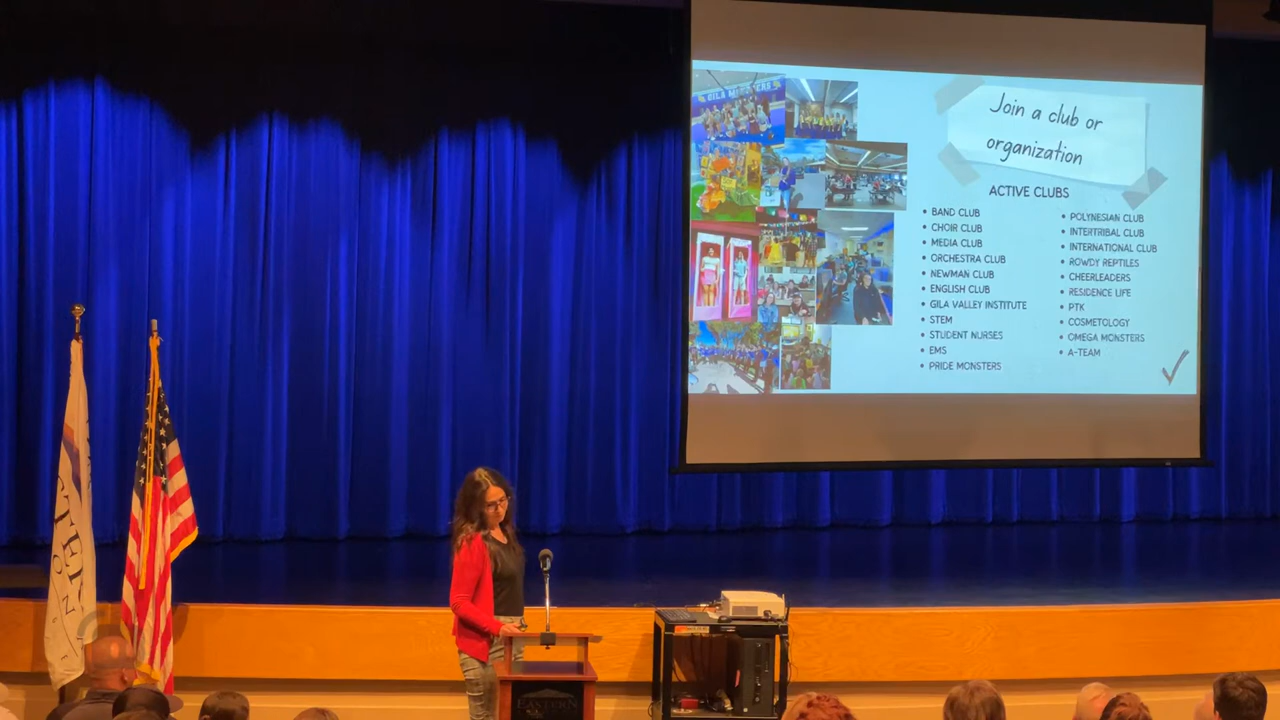 GILA MONSTERS
Join a club or
organization
ACTIVE CLUBS
• BAND CLUB
• CHOIR CLUB
• MEDIA CLUB
• ORCHESTRA CLUB
• NEWMAN CLUB
• ENGLISH CLUB
• GILA VALLEY INSTITUTE
• STEM
• STUDENT NURSES
• EMS
• PRIDE MONSTERS
• POLYNESIAN CLUB
• INTERTRIBAL CLUB
• INTERNATIONAL CLUB
• ROWDY REPTILES
• CHEERLEADERS
• RESIDENCE LIFE
• PTK
• COSMETOLOGY
• OMEGA MONSTERS
• A-TEAM
EASTERN